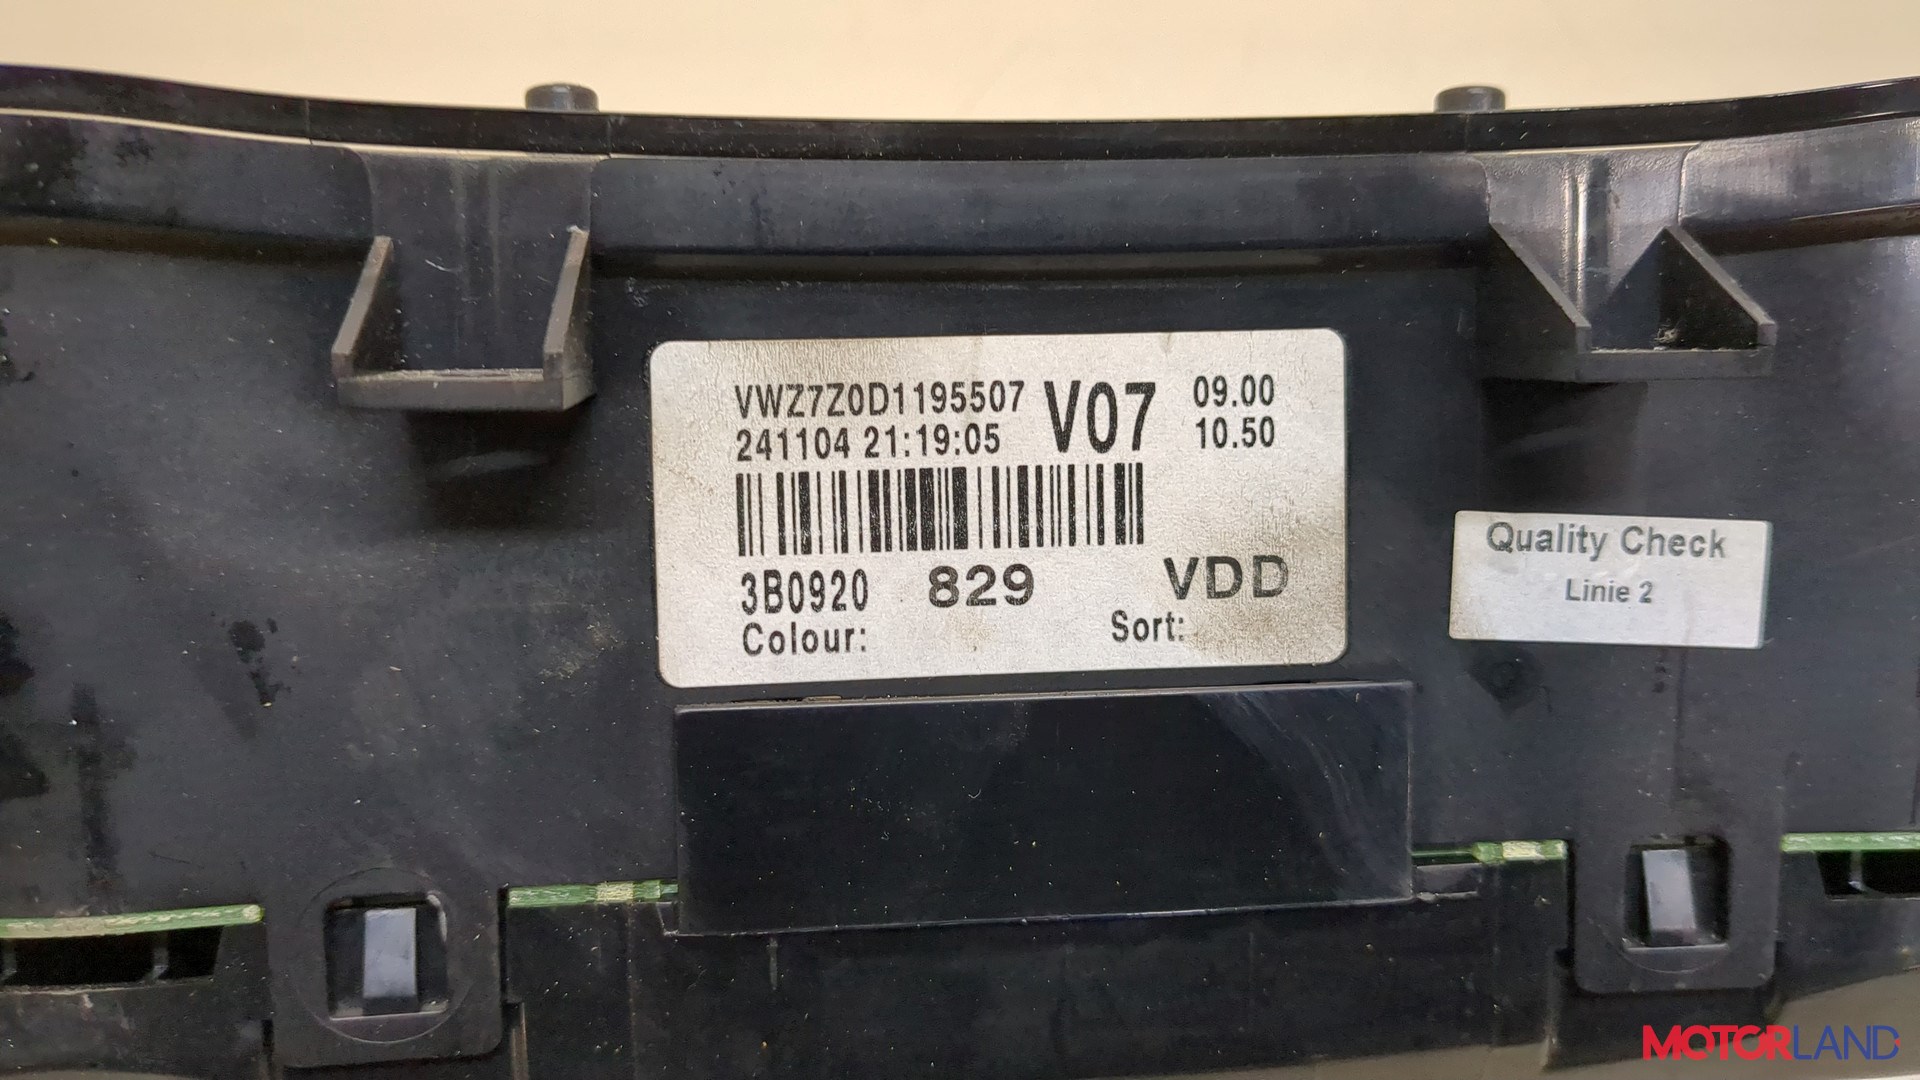 VWZ7Z0D1195507 V07 09.00
241104 21:19:05 10.50
3B0920 829 VDD
Colour: Sort:
Quality Check
Linie 2
MOTORLAND